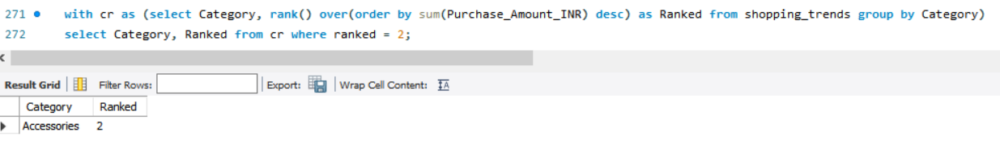 271 with cr as (select Category, rank() over(order by sum(Purchase_Amount_INR) desc) as Ranked from shopping_trends group by Category)
272 select Category, Ranked from cr where ranked = 2;
Result Grid Filter Rows: Export: Wrap Cell Content: IA
Category Ranked
Accessories 2